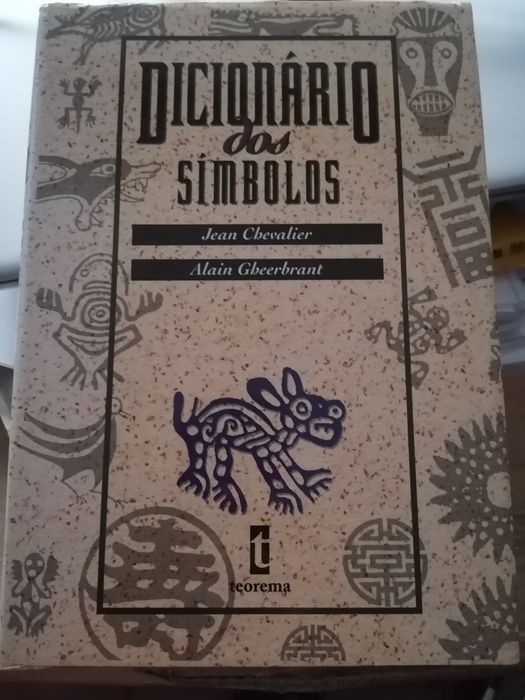 DICIONÁRIO
dos
SÍMBOLOS
Jean Chevalier
Alain Gheerbrant
t
teorema